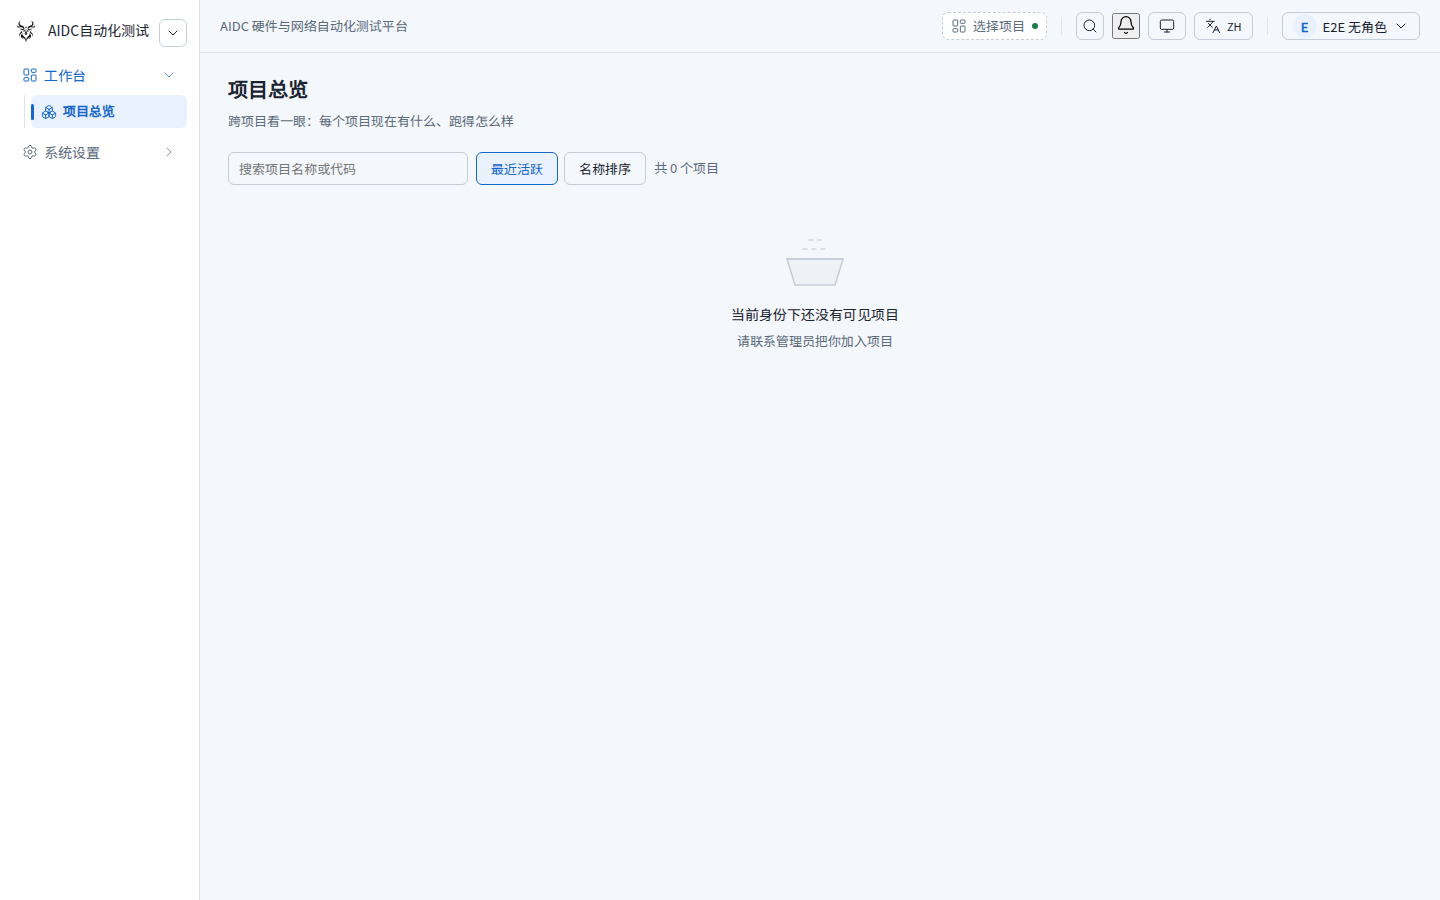 AIDC自动化测试
工作台
项目总览
系统设置
AIDC 硬件与网络自动化测试平台
选择项目
ZH
E
E2E 无角色
项目总览
跨项目看一眼：每个项目现在有什么、跑得怎么样
搜索项目名称或代码
最近活跃
名称排序
共 0 个项目
当前身份下还没有可见项目
请联系管理员把你加入项目